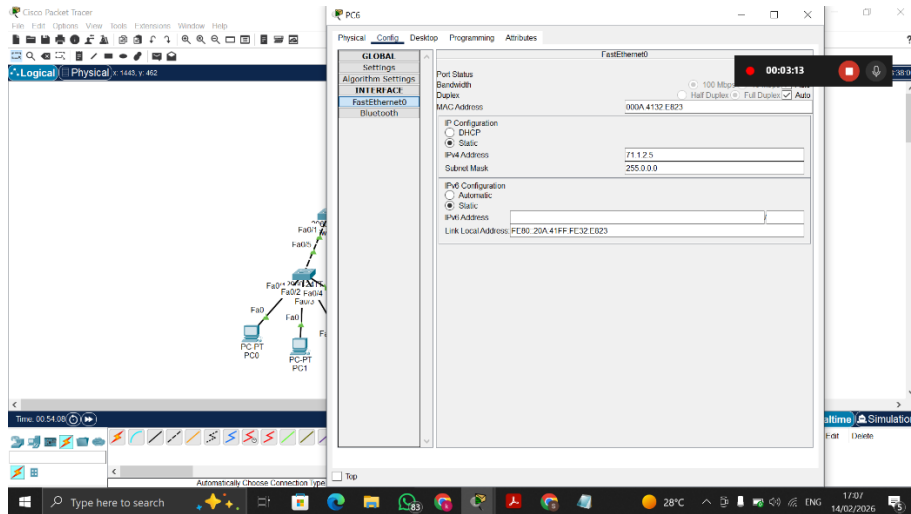 Cisco Packet Tracer
File Edit Options View Tools Extensions Window Help
Logical Physical x: 1443, y: 462
Fa0/1
Fa0/5
Fa0/2 Fa0/4
Fa0
Fa0
PC-PT
PC0
PC-PT
PC1
Time: 00:54:08
Automatically Choose Connection Type
PC6
Physical Config Desktop Programming Attributes
GLOBAL
Settings
Algorithm Settings
INTERFACE
FastEthernet0
Bluetooth
FastEthernet0
Port Status
Bandwidth 100 Mbps
Duplex Half Duplex Full Duplex Auto
MAC Address 000A.4132.E823
IP Configuration
DHCP
Static
IPv4 Address 71.1.2.5
Subnet Mask 255.0.0.0
IPv6 Configuration
Automatic
Static
IPv6 Address /
Link Local Address: FE80::20A:41FF:FE32:E823
Top
00:03:13
Realtime Simulation
Edit Delete
Type here to search
83
28°C
ENG
17:07
14/02/2026
5